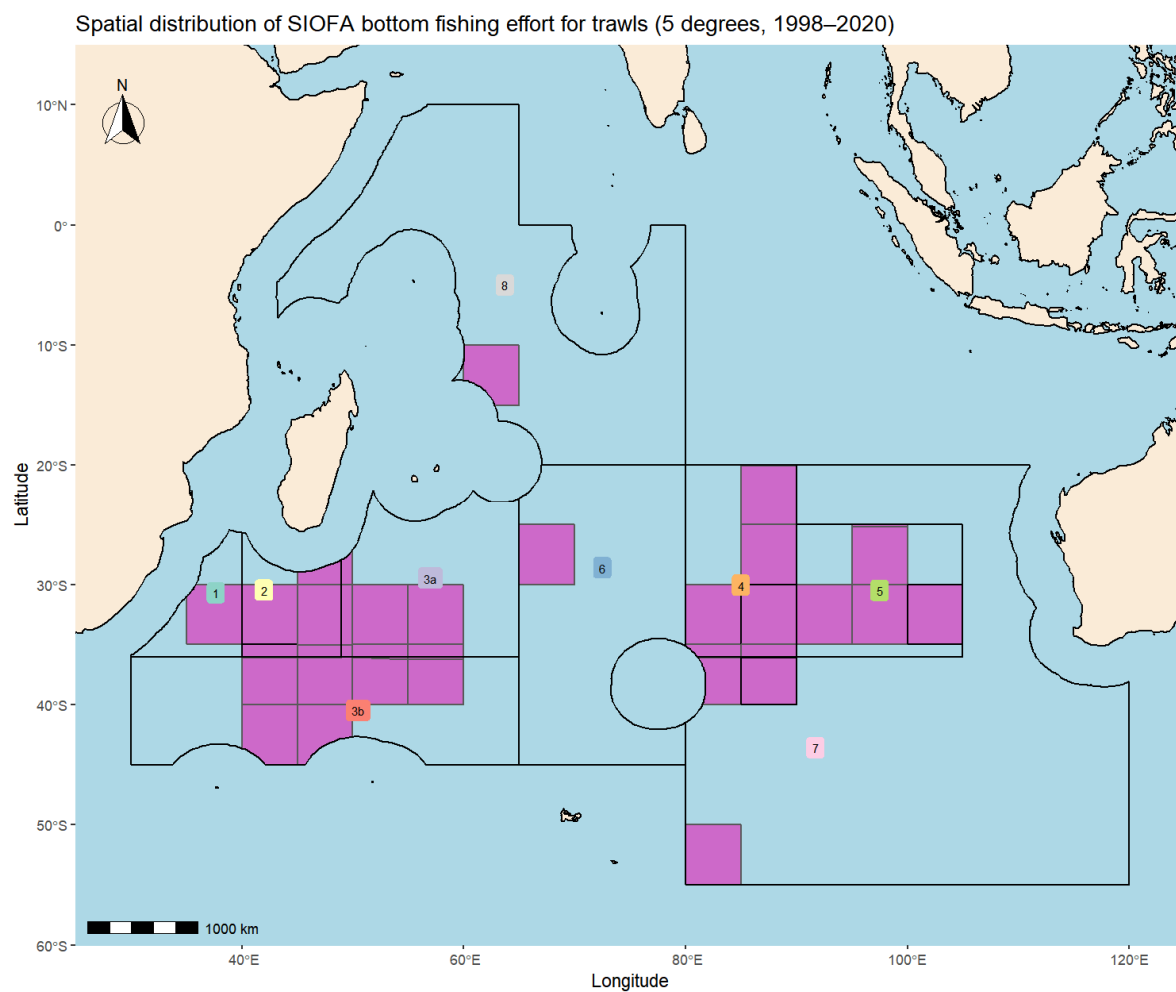 Spatial distribution of SIOFA bottom fishing effort for trawls (5 degrees, 1998–2020)
N
10°N
0°
8
10°S
20°S
6
3a
30°S
4
2
5
1
40°S
3b
7
50°S
1000 km
60°S
40°E 60°E 80°E 100°E 120°E
Longitude
Latitude